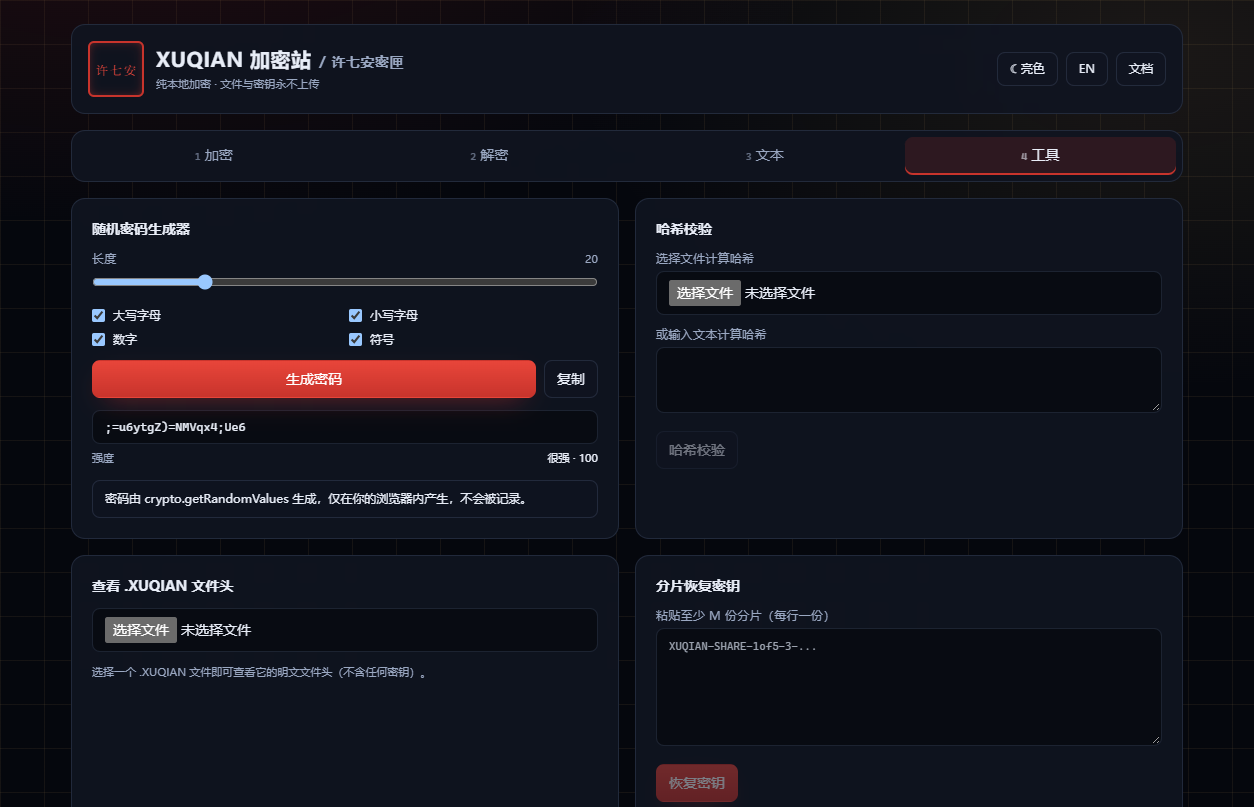 许七安
XUQIAN 加密站 / 许七安密匣
纯本地加密 · 文件与密钥永不上传
亮色
EN
文档
1 加密
2 解密
3 文本
4 工具
随机密码生成器
长度
20
大写字母
小写字母
数字
符号
生成密码
复制
;=u6ytgZ)=NMVqx4;Ue6
强度
很强 · 100
密码由 crypto.getRandomValues 生成，仅在你的浏览器内产生，不会被记录。
哈希校验
选择文件计算哈希
选择文件 未选择文件
或输入文本计算哈希
哈希校验
查看 .XUQIAN 文件头
选择文件 未选择文件
选择一个 .XUQIAN 文件即可查看它的明文文件头（不含任何密钥）。
分片恢复密钥
粘贴至少 M 份分片（每行一份）
XUQIAN-SHARE-1of5-3-...
恢复密钥